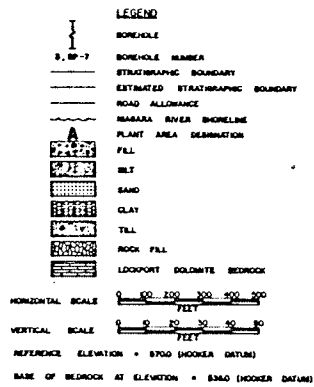 LEGEND
BOREHOLE
BOREHOLE NUMBER
STRATIGRAPHIC BOUNDARY
ESTIMATED STRATIGRAPHIC BOUNDARY
ROAD ALLOWANCE
NIAGARA RIVER SHORELINE
A PLANT AREA DESIGNATION
FILL
SILT
SAND
CLAY
TILL
ROCK FILL
LOCKPORT DOLOMITE BEDROCK
HORIZONTAL SCALE 0 100 200 300 400 500
FEET
VERTICAL SCALE 0 10 20 30 40 50
FEET
REFERENCE ELEVATION = 570.0 (HOOKER DATUM)
BASE OF BEDROCK AT ELEVATION = (HOOKER DATUM)